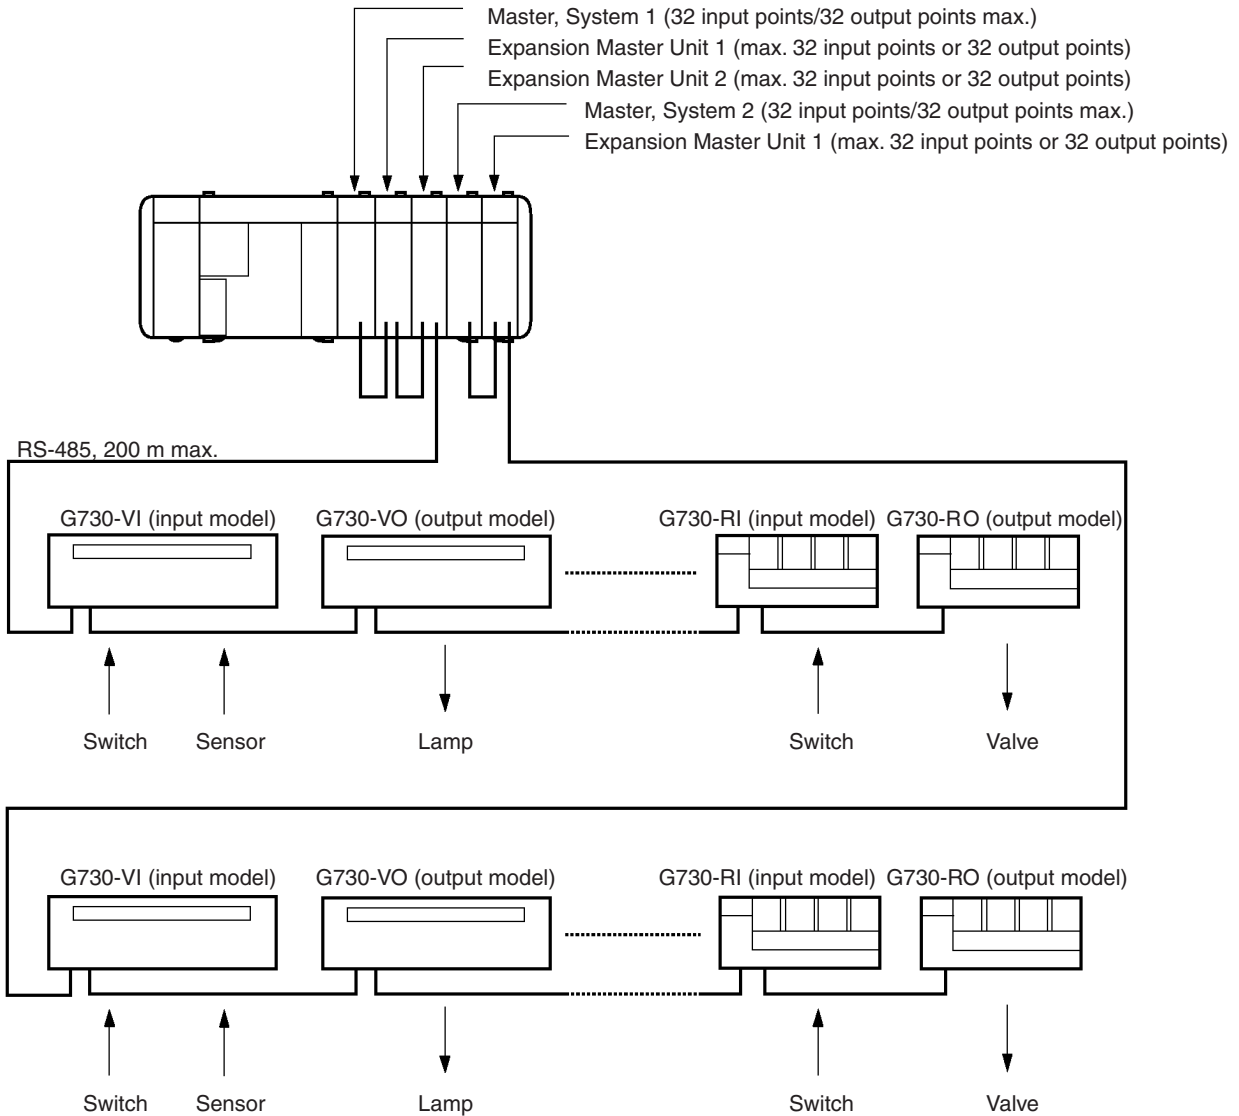 Master, System 1 (32 input points/32 output points max.)
Expansion Master Unit 1 (max. 32 input points or 32 output points)
Expansion Master Unit 2 (max. 32 input points or 32 output points)
Master, System 2 (32 input points/32 output points max.)
Expansion Master Unit 1 (max. 32 input points or 32 output points)
RS-485, 200 m max.
G730-VI (input model) G730-VO (output model) G730-RI (input model) G730-RO (output model)
Switch Sensor Lamp Switch Valve
G730-VI (input model) G730-VO (output model) G730-RI (input model) G730-RO (output model)
Switch Sensor Lamp Switch Valve